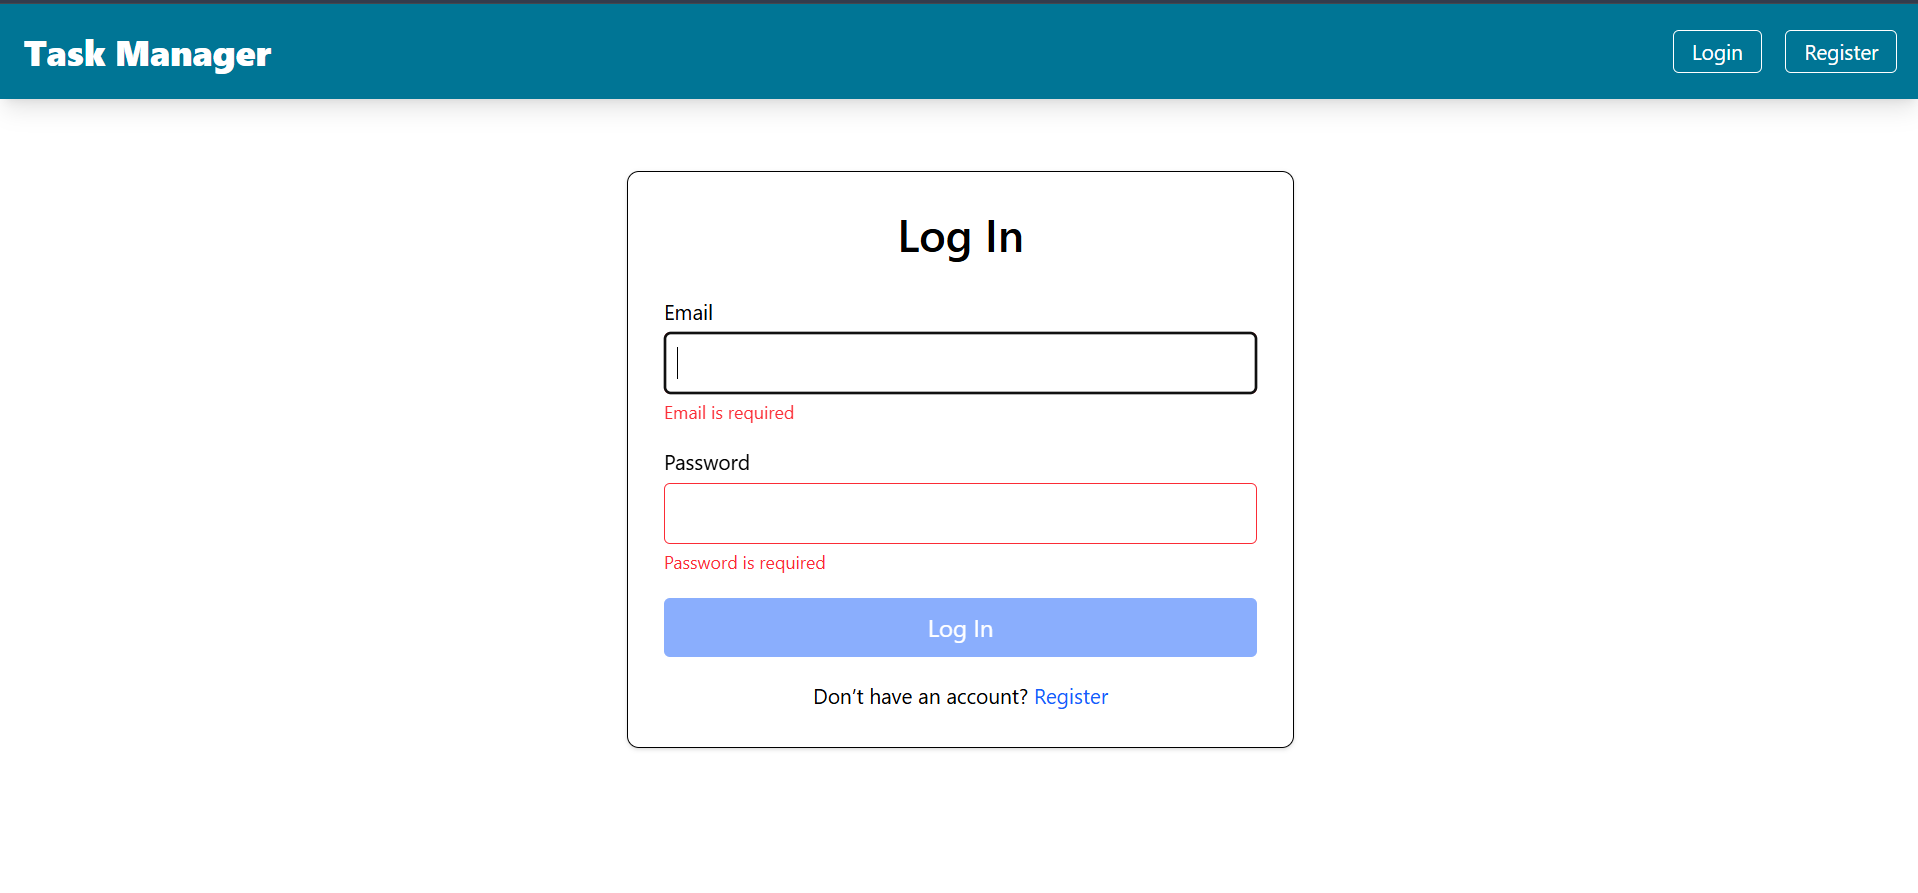 Task Manager
Login
Register
Log In
Email
Email is required
Password
Password is required
Log In
Don’t have an account? Register